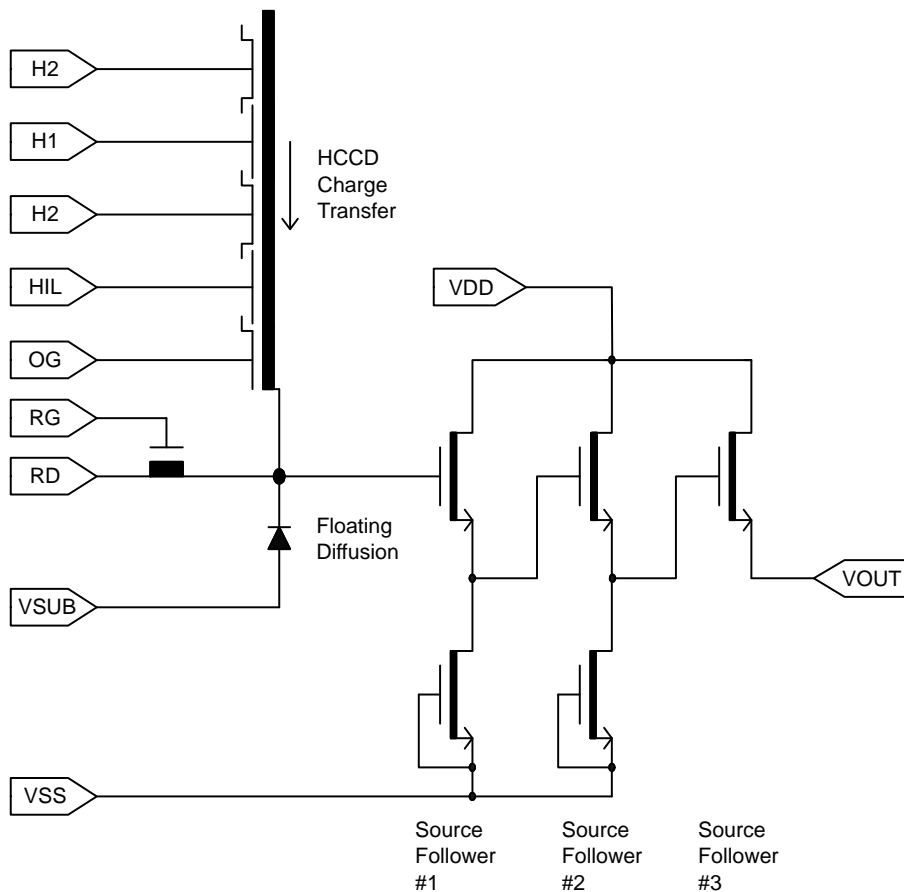 H2
H1
HCCD
Charge
Transfer
H2
HIL
VDD
OG
RG
RD
Floating
Diffusion
VSUB
VOUT
VSS
Source
Follower
#1
Source
Follower
#2
Source
Follower
#3